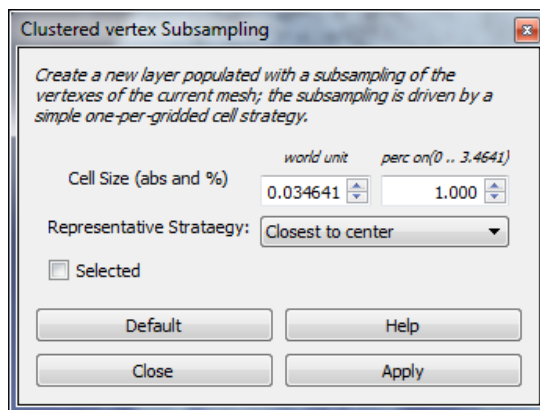 Clustered vertex Subsampling
Create a new layer populated with a subsampling of the
vertexes of the current mesh; the subsampling is driven by a
simple one-per-gridded cell strategy.
world unit perc on(0 .. 3.4641)
Cell Size (abs and %) 0.034641 1.000
Representative Strataegy: Closest to center
Selected
Default Help
Close Apply